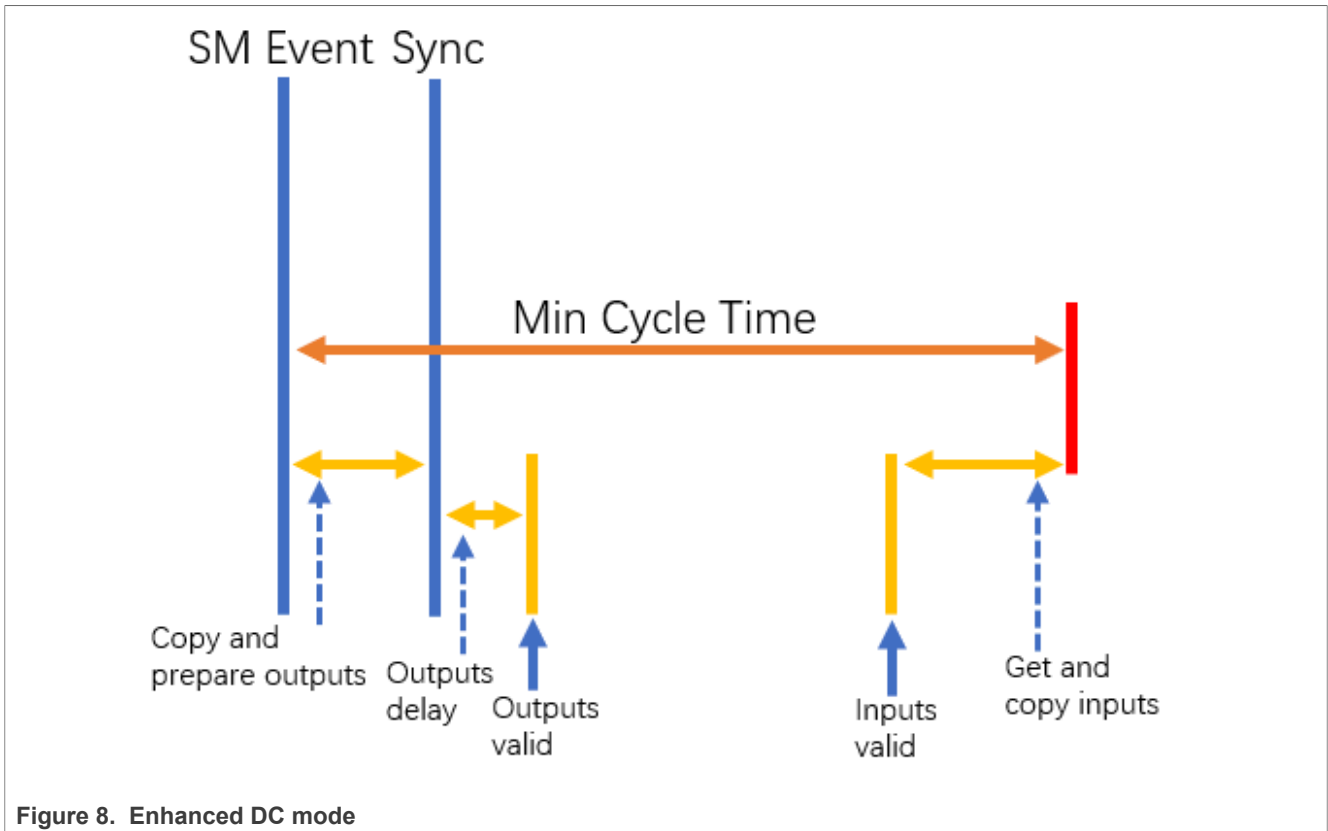 SM Event Sync
Min Cycle Time
Copy and
prepare outputs
Outputs
delay
Outputs
valid
Inputs
valid
Get and
copy inputs
Figure 8. Enhanced DC mode